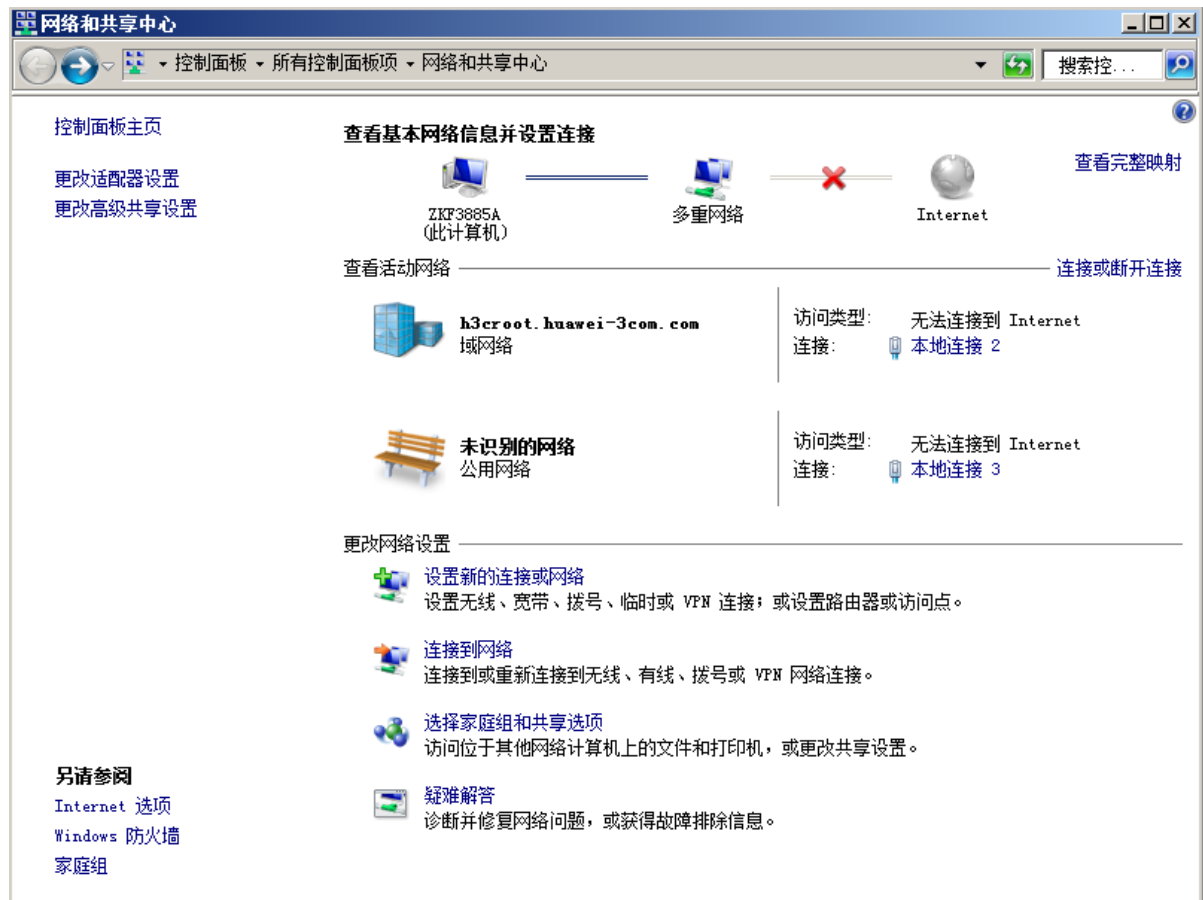 网络和共享中心
控制面板 所有控制面板项 网络和共享中心
搜索控...
控制面板主页
更改适配器设置
更改高级共享设置
查看基本网络信息并设置连接
查看完整映射
ZKF3885A
(此计算机)
多重网络
Internet
查看活动网络
连接或断开连接
h3croot.huawei-3com.com
域网络
访问类型: 无法连接到 Internet
连接: 本地连接 2
未识别的网络
公用网络
访问类型: 无法连接到 Internet
连接: 本地连接 3
更改网络设置
设置新的连接或网络
设置无线、宽带、拨号、临时或 VPN 连接；或设置路由器或访问点。
连接到网络
连接到或重新连接到无线、有线、拨号或 VPN 网络连接。
选择家庭组和共享选项
访问位于其他网络计算机上的文件和打印机，或更改共享设置。
疑难解答
诊断并修复网络问题，或获得故障排除信息。
另请参阅
Internet 选项
Windows 防火墙
家庭组